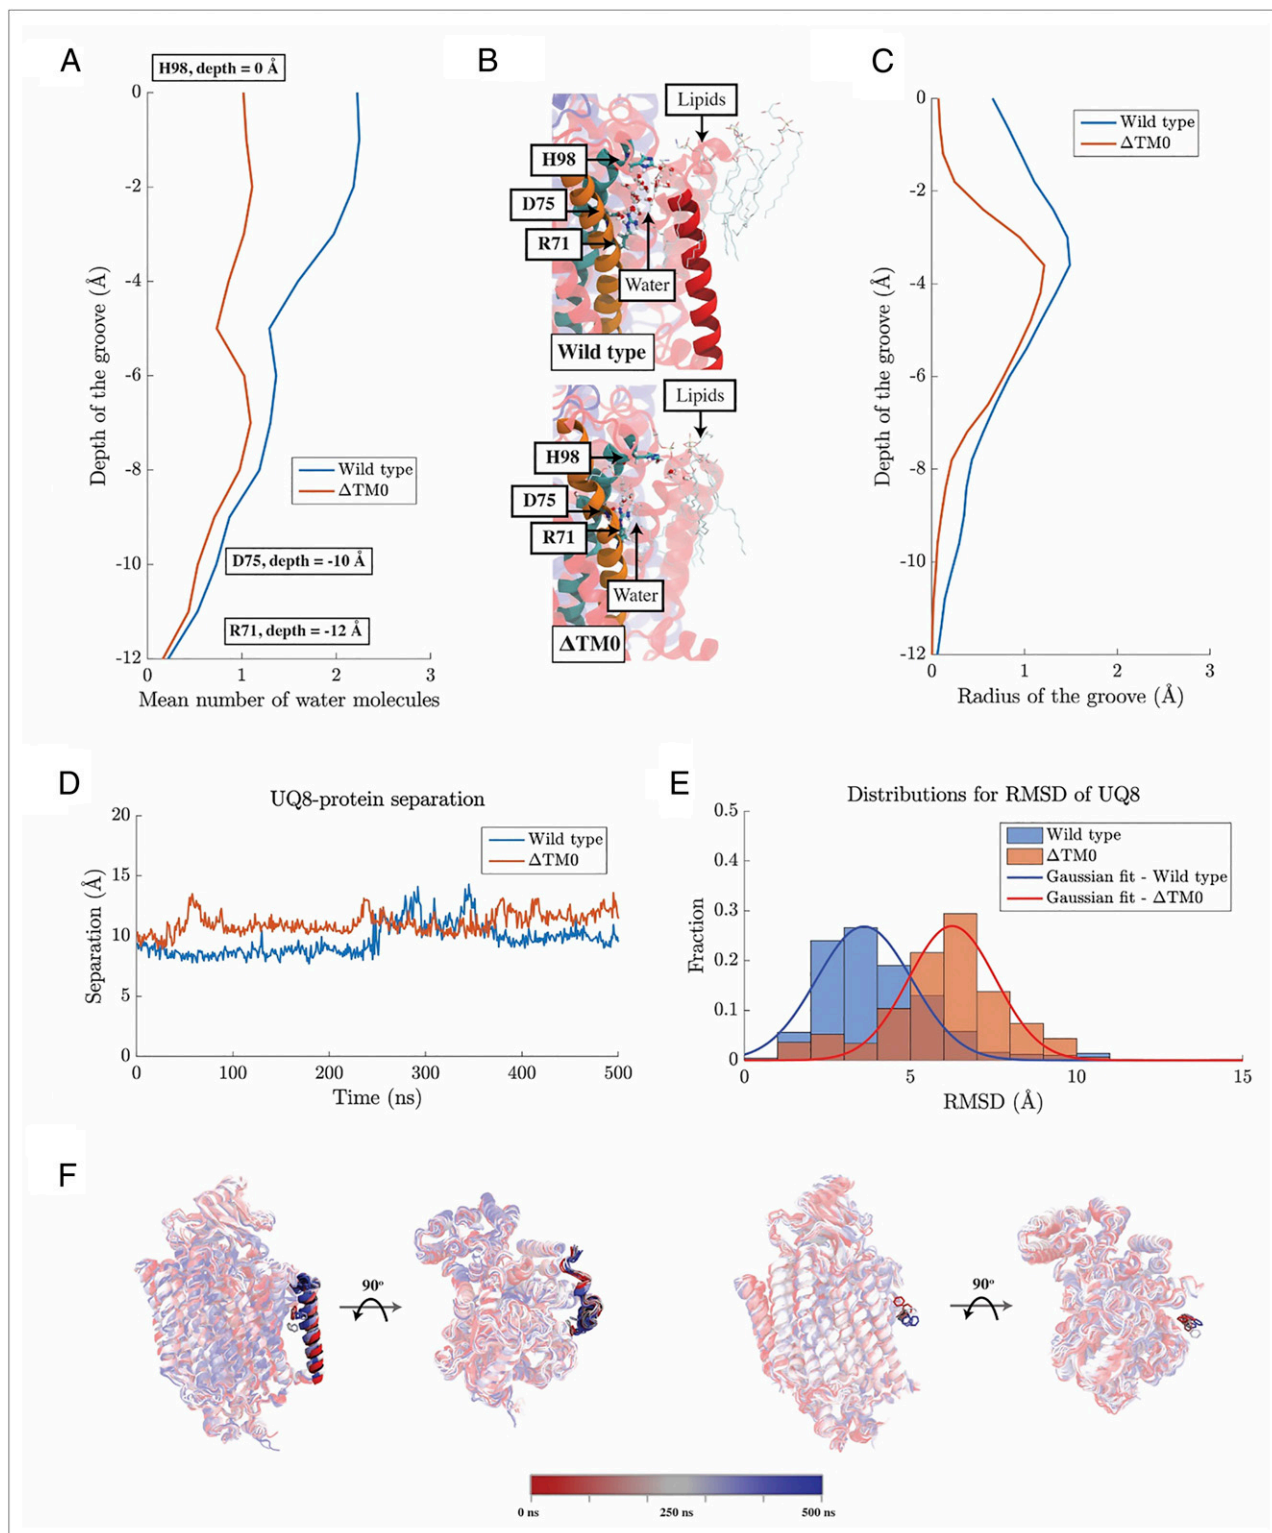 A
H98, depth = 0 Å
0
-2
-4
-6
-8
-10
-12
Depth of the groove (Å)
Wild type
ΔTM0
D75, depth = -10 Å
R71, depth = -12 Å
0
1
2
3
Mean number of water molecules
B
Lipids
H98
D75
R71
Water
Wild type
Lipids
H98
D75
R71
Water
ΔTM0
C
0
-2
-4
-6
-8
-10
-12
Depth of the groove (Å)
Wild type
ΔTM0
0
1
2
3
Radius of the groove (Å)
D
UQ8-protein separation
20
15
10
5
0
Separation (Å)
Wild type
ΔTM0
0
100
200
300
400
500
Time (ns)
E
Distributions for RMSD of UQ8
0.5
0.4
0.3
0.2
0.1
0
Fraction
Wild type
ΔTM0
Gaussian fit - Wild type
Gaussian fit - ΔTM0
0
5
10
15
RMSD (Å)
F
90º
90º
0 ns
250 ns
500 ns